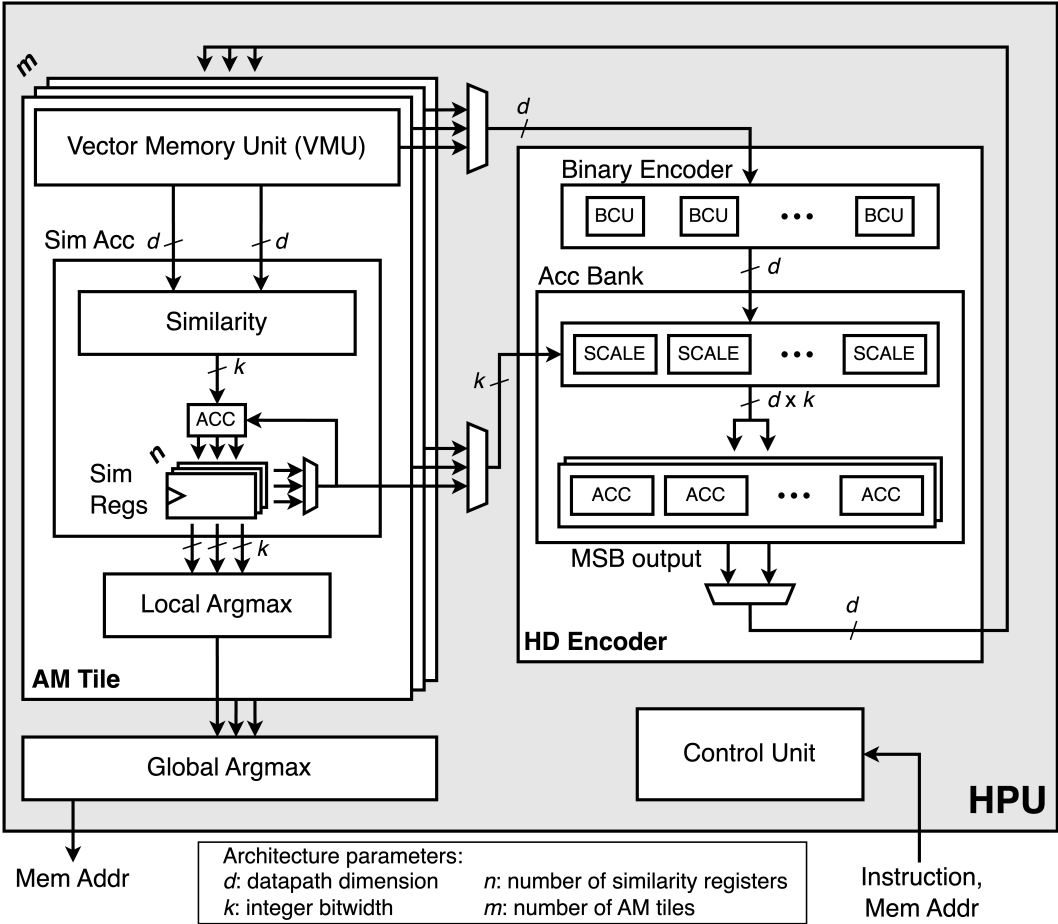 m
Vector Memory Unit (VMU)
d
Binary Encoder
BCU BCU ••• BCU
Sim Acc d d
d
Acc Bank
Similarity
SCALE SCALE ••• SCALE
k
k
d x k
ACC
n
Sim
Regs
ACC ACC ••• ACC
k
MSB output
Local Argmax
d
HD Encoder
AM Tile
Global Argmax
Control Unit
HPU
Mem Addr
Instruction,
Mem Addr
Architecture parameters:
d: datapath dimension n: number of similarity registers
k: integer bitwidth m: number of AM tiles